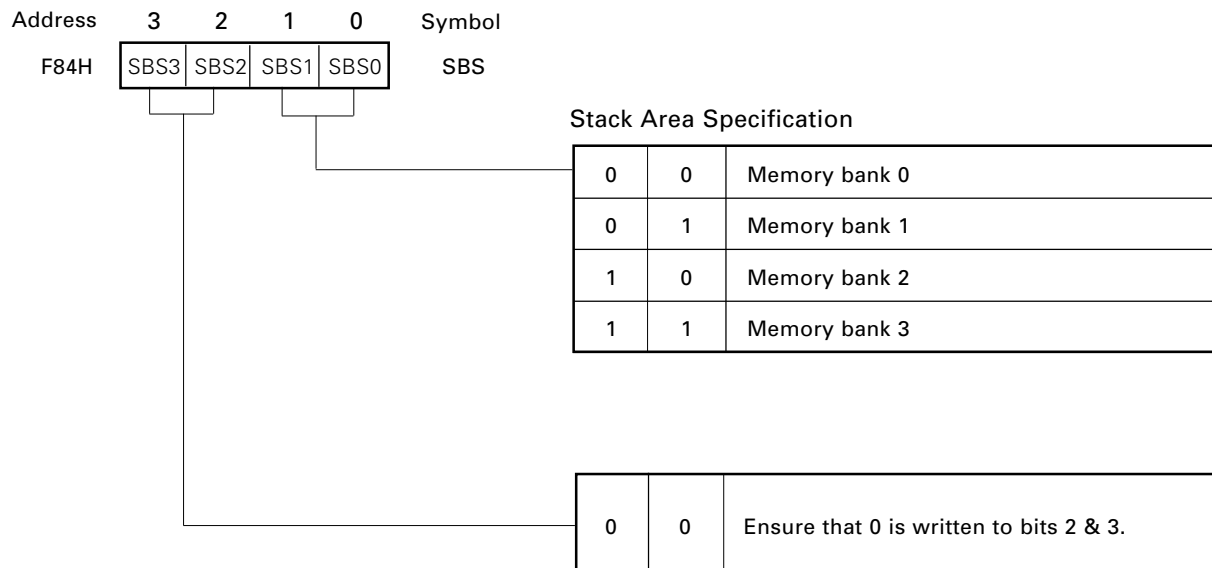 Address 3 2 1 0 Symbol
F84H SBS3 SBS2 SBS1 SBS0 SBS
Stack Area Specification
0 0 Memory bank 0
0 1 Memory bank 1
1 0 Memory bank 2
1 1 Memory bank 3
0 0 Ensure that 0 is written to bits 2 & 3.